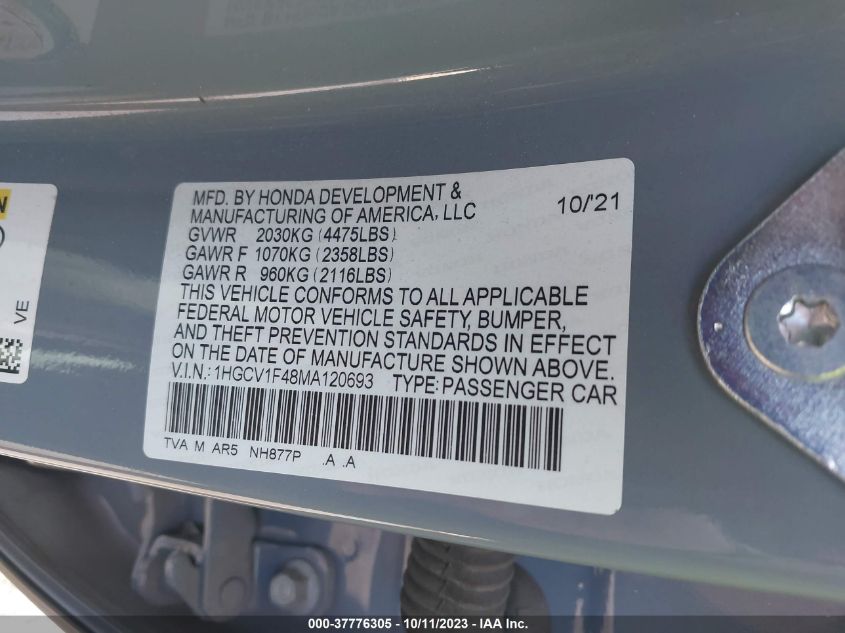 MFD. BY HONDA DEVELOPMENT &
MANUFACTURING OF AMERICA, LLC 10/'21
GVWR 2030KG (4475LBS)
GAWR F 1070KG (2358LBS)
GAWR R 960KG (2116LBS)
THIS VEHICLE CONFORMS TO ALL APPLICABLE
FEDERAL MOTOR VEHICLE SAFETY, BUMPER,
AND THEFT PREVENTION STANDARDS IN EFFECT
ON THE DATE OF MANUFACTURE SHOWN ABOVE.
V.I.N.: 1HGCV1F48MA120693 TYPE: PASSENGER CAR
TVA M AR5 NH877P .A .A
VE
000-37776305 - 10/11/2023 - IAA Inc.